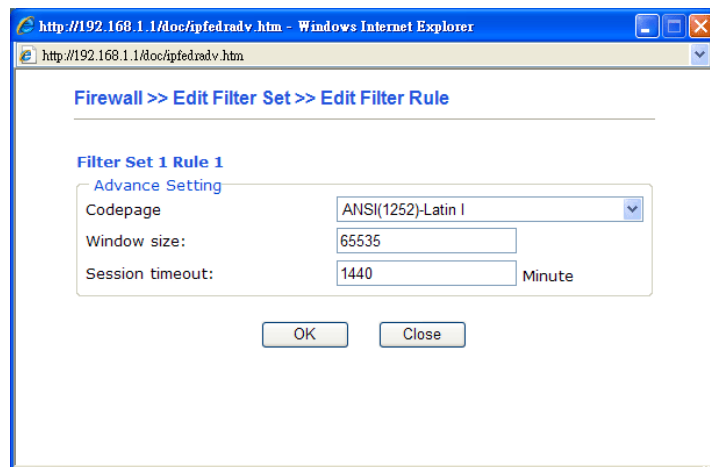 http://192.168.1.1/doc/ipfedradv.htm - Windows Internet Explorer
http://192.168.1.1/doc/ipfedradv.htm
Firewall >> Edit Filter Set >> Edit Filter Rule
Filter Set 1 Rule 1
Advance Setting
Codepage ANSI(1252)-Latin I
Window size: 65535
Session timeout: 1440 Minute
OK Close